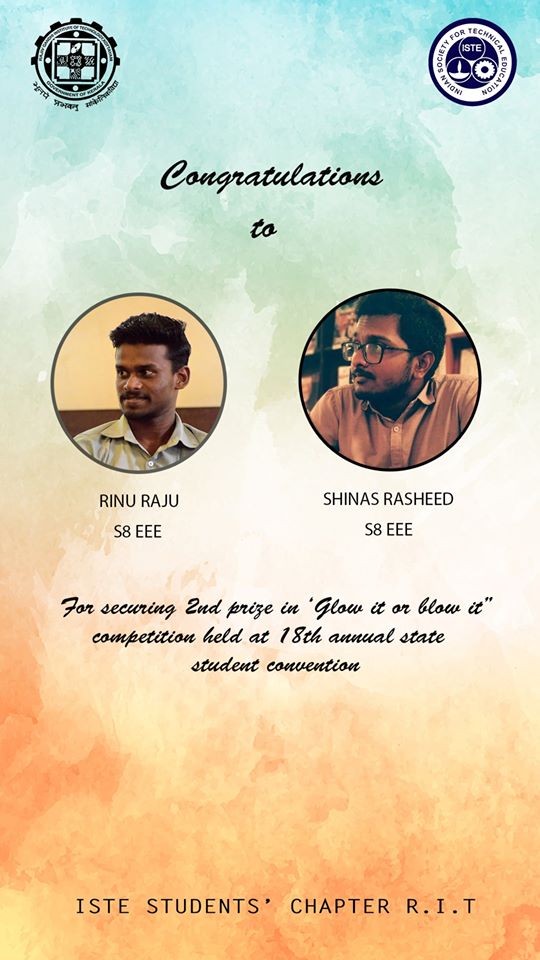 GOVERNMENT OF KERALA
INDIAN SOCIETY FOR TECHNICAL EDUCATION
ISTE
Congratulations
to
RINU RAJU
S8 EEE
SHINAS RASHEED
S8 EEE
For securing 2nd prize in 'Glow it or blow it"
competition held at 18th annual state
student convention
ISTE STUDENTS' CHAPTER R.I.T